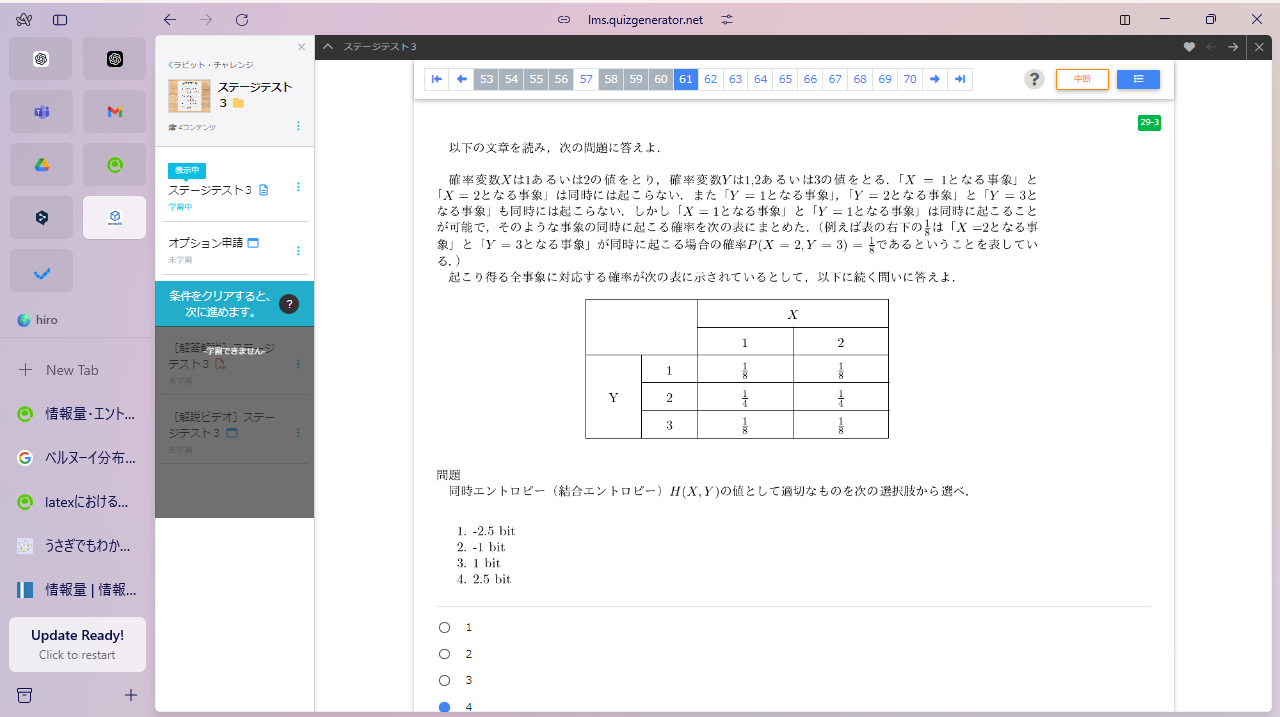 lms.quizgenerator.net
hiro
New Tab
情報量・エント...
ベルヌーイ分布...
latexにおける...
うさぎでもわか...
情報量 | 情報...
Update Ready!
Click to restart
ラビット・チャレンジ
ステージテスト
3
4コンテンツ
表示中
ステージテスト3
学習中
オプション申請
未学習
条件をクリアすると、
次に進めます。
?
［解答解説］ステージ
-学習できません-
テスト3
未学習
［解説ビデオ］ステー
ジテスト3
未学習
ステージテスト3
53 54 55 56 57 58 59 60 61 62 63 64 65 66 67 68 69 70
?
中断
29-3
以下の文章を読み，次の問題に答えよ．
確率変数Xは1あるいは2の値をとり，確率変数Yは1,2あるいは3の値をとる．「X = 1となる事象」と
「X = 2となる事象」は同時には起こらない．また「Y = 1となる事象」，「Y = 2となる事象」と「Y = 3と
なる事象」も同時には起こらない．しかし「X = 1となる事象」と「Y = 1となる事象」は同時に起こること
が可能で，そのような事象の同時に起こる確率を次の表にまとめた．（例えば表の右下の1/8は「X =2となる事
象」と「Y = 3となる事象」が同時に起こる場合の確率P(X = 2, Y = 3) = 1/8であるということを表してい
る．）
起こり得る全事象に対応する確率が次の表に示されているとして，以下に続く問いに答えよ．
X
1 2
1 1/8 1/8
Y 2 1/4 1/4
3 1/8 1/8
問題
同時エントロピー（結合エントロピー）H(X, Y)の値として適切なものを次の選択肢から選べ．
1. -2.5 bit
2. -1 bit
3. 1 bit
4. 2.5 bit
1
2
3
4